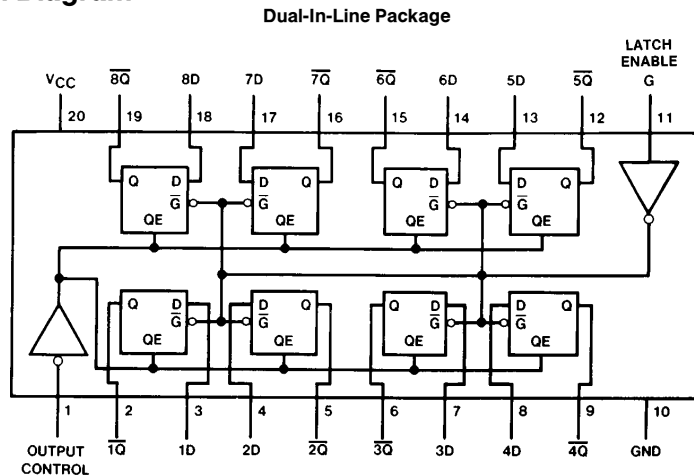 Dual-In-Line Package
LATCH
ENABLE
VCC 8Q̅ 8D 7D 7Q̅ 6Q̅ 6D 5D 5Q̅ G
20 19 18 17 16 15 14 13 12 11
Q D D Q Q D D Q
G̅ G̅ G̅ G̅
QE QE QE QE
Q D D Q Q D D Q
G̅ G̅ G̅ G̅
QE QE QE QE
1 2 3 4 5 6 7 8 9 10
OUTPUT 1Q̅ 1D 2D 2Q̅ 3Q̅ 3D 4D 4Q̅ GND
CONTROL